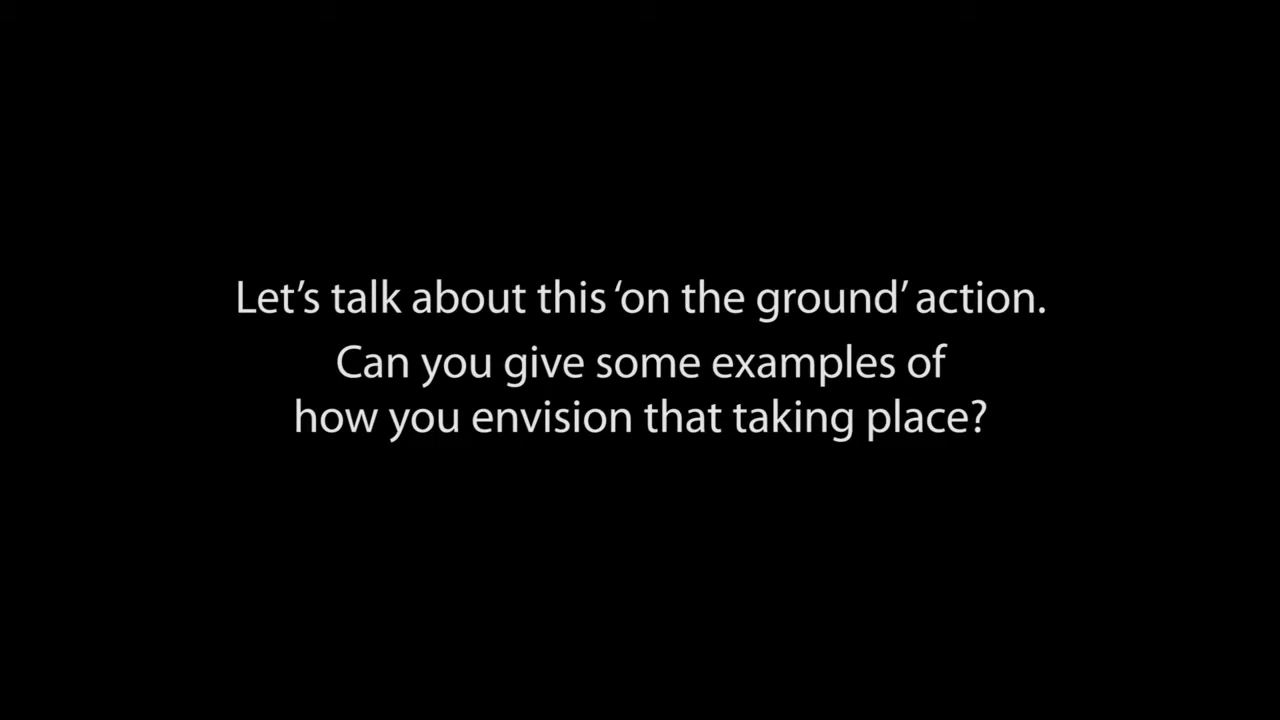 Let’s talk about this ‘on the ground’ action.
Can you give some examples of
how you envision that taking place?